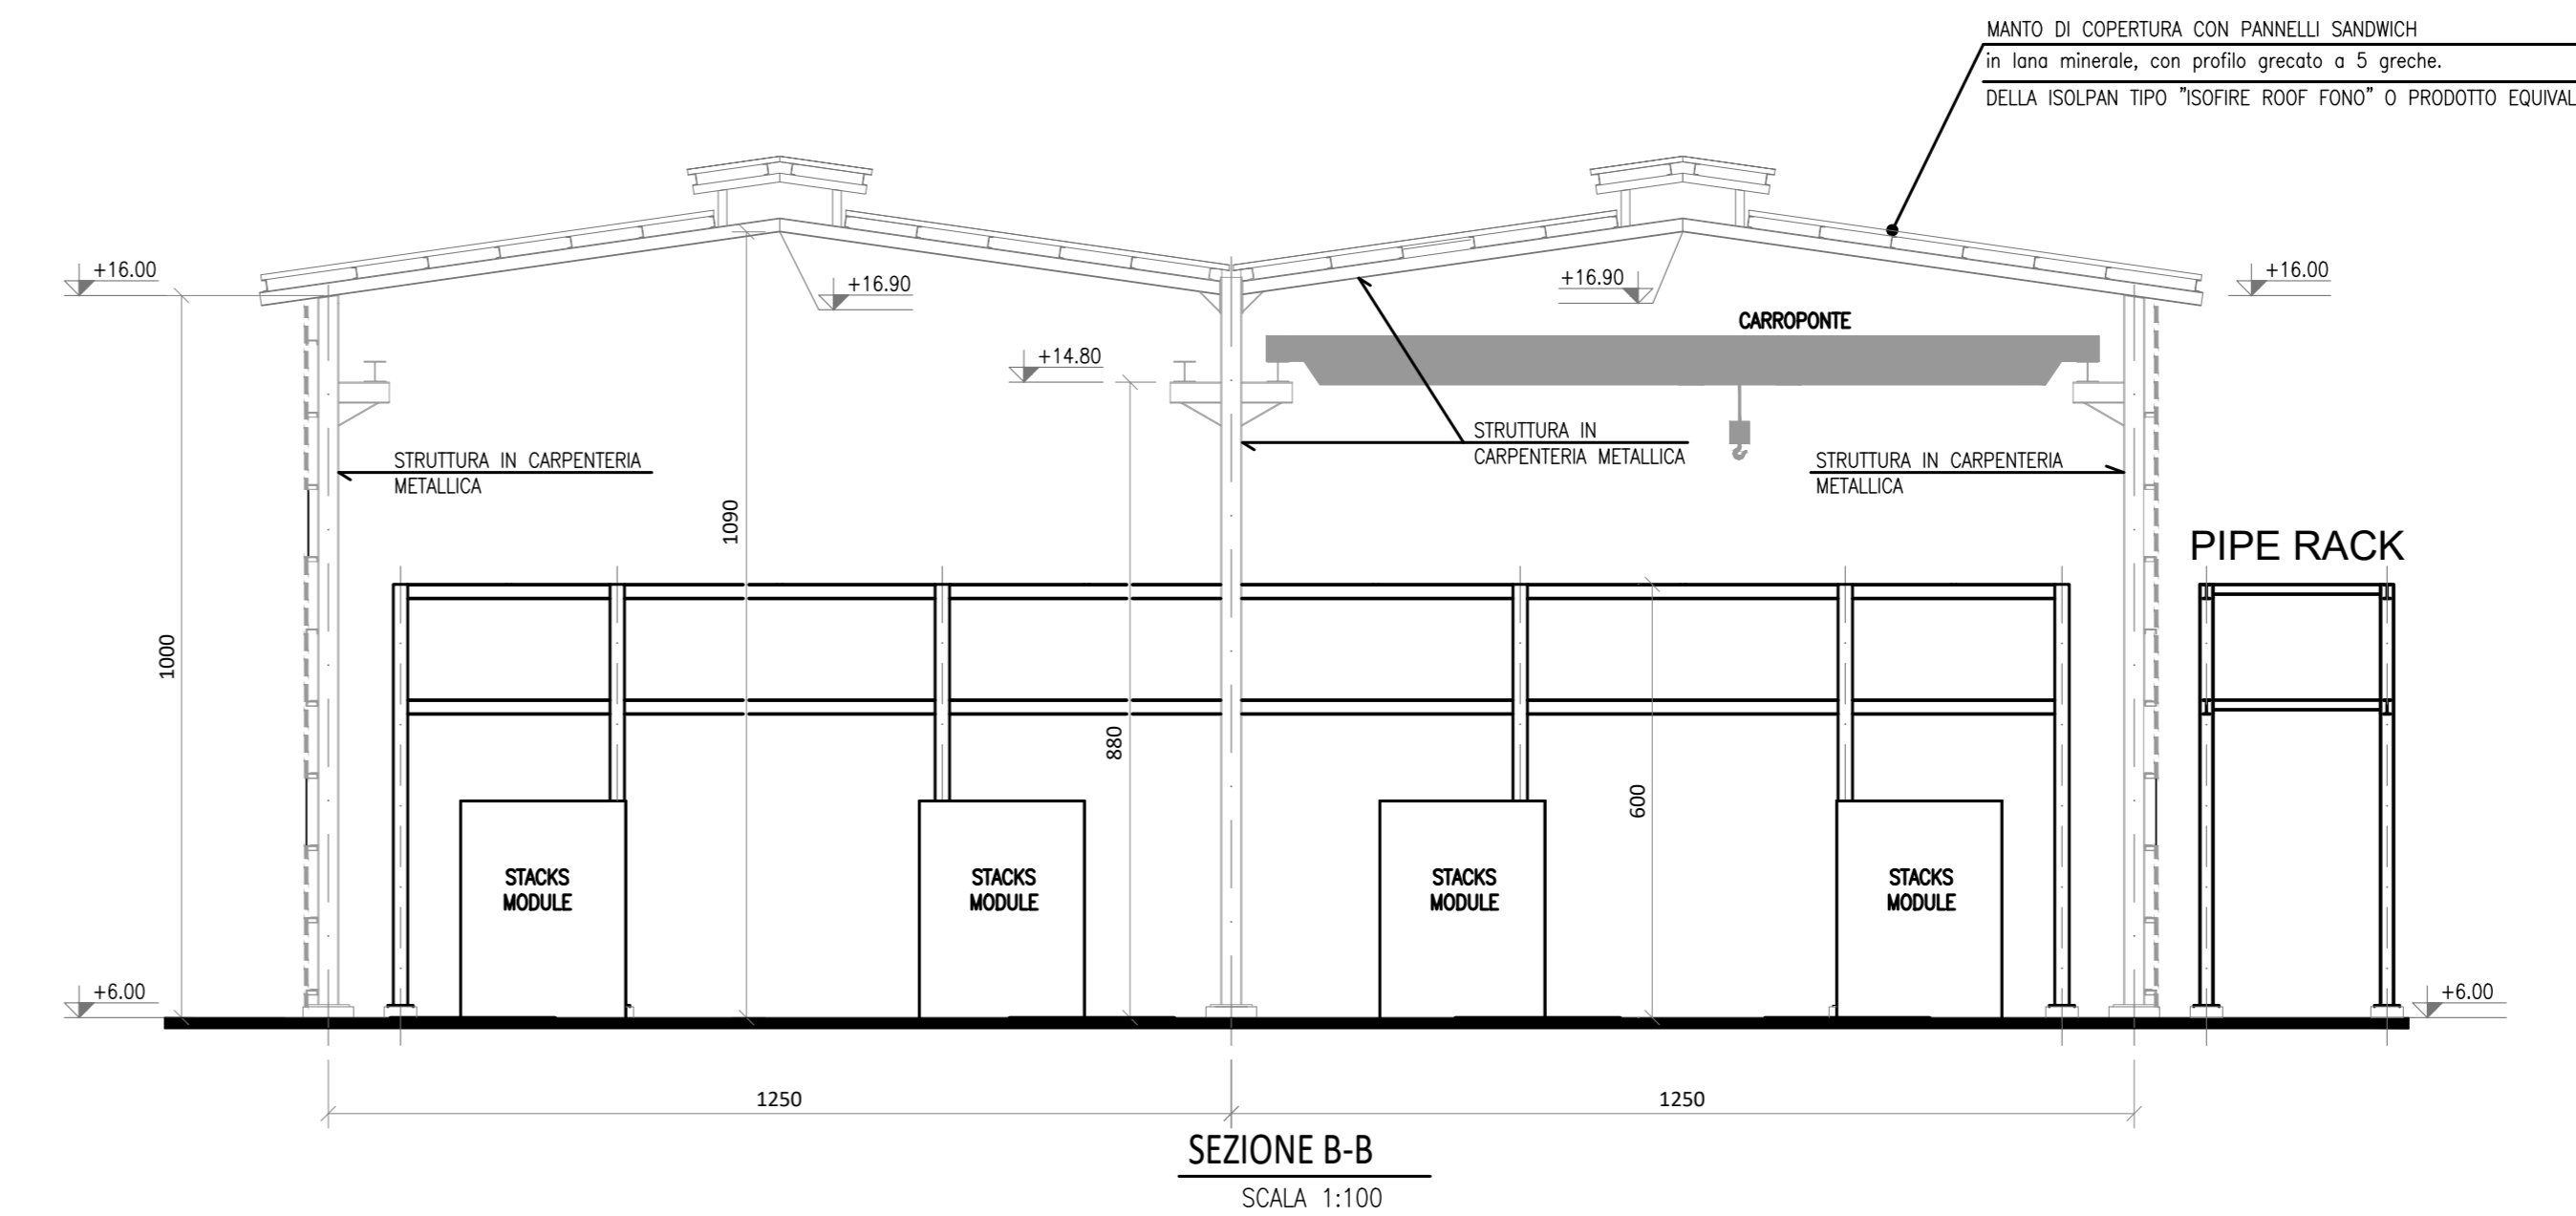 MANTO DI COPERTURA CON PANNELLI SANDWICH
in lana minerale, con profilo grecato a 5 greche.
DELLA ISOLPAN TIPO "ISOFIRE ROOF FONO" O PRODOTTO EQUIVAL
+16.00
+16.90
+16.90
+16.00
CARROPONTE
+14.80
STRUTTURA IN CARPENTERIA
METALLICA
STRUTTURA IN
CARPENTERIA METALLICA
STRUTTURA IN CARPENTERIA
METALLICA
1090
PIPE RACK
1000
880
600
STACKS
MODULE
STACKS
MODULE
STACKS
MODULE
STACKS
MODULE
+6.00
+6.00
1250
1250
SEZIONE B-B
SCALA 1:100